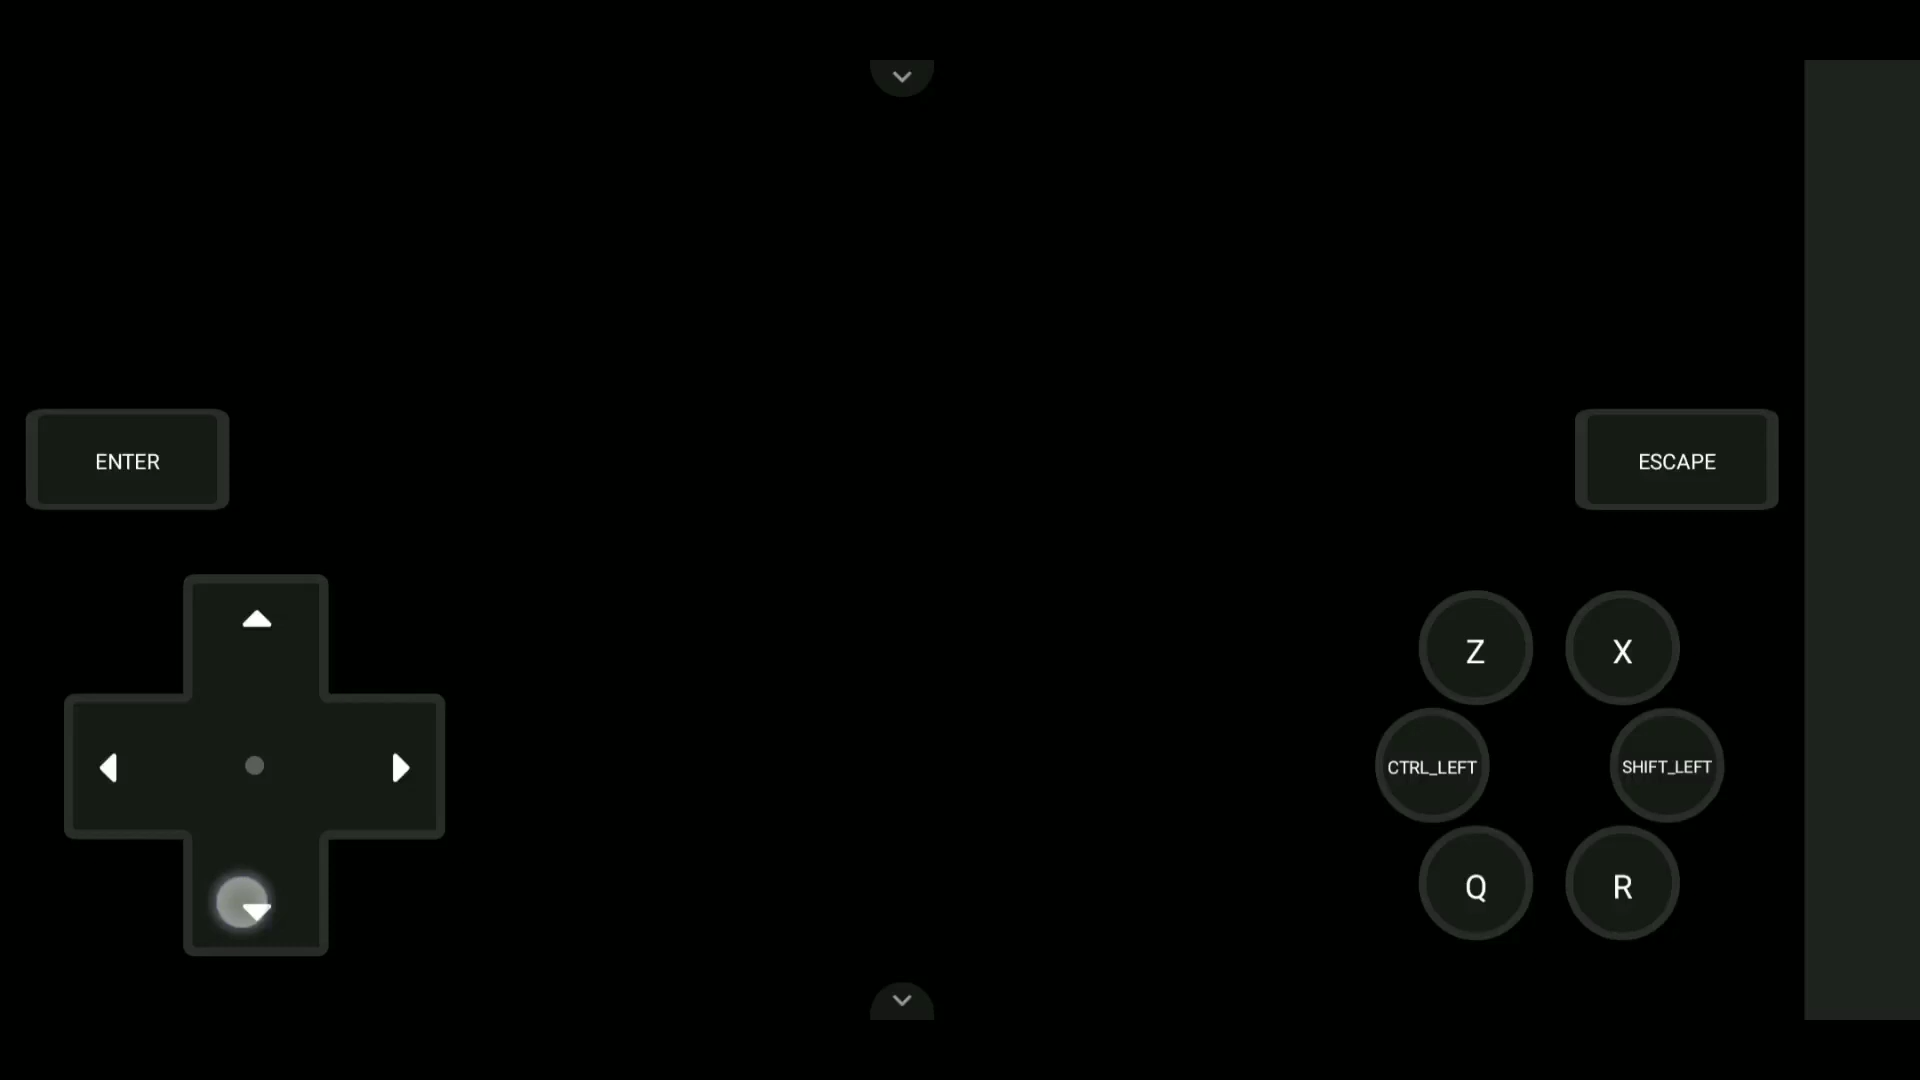 ENTER
ESCAPE
Z
X
CTRL_LEFT
SHIFT_LEFT
Q
R